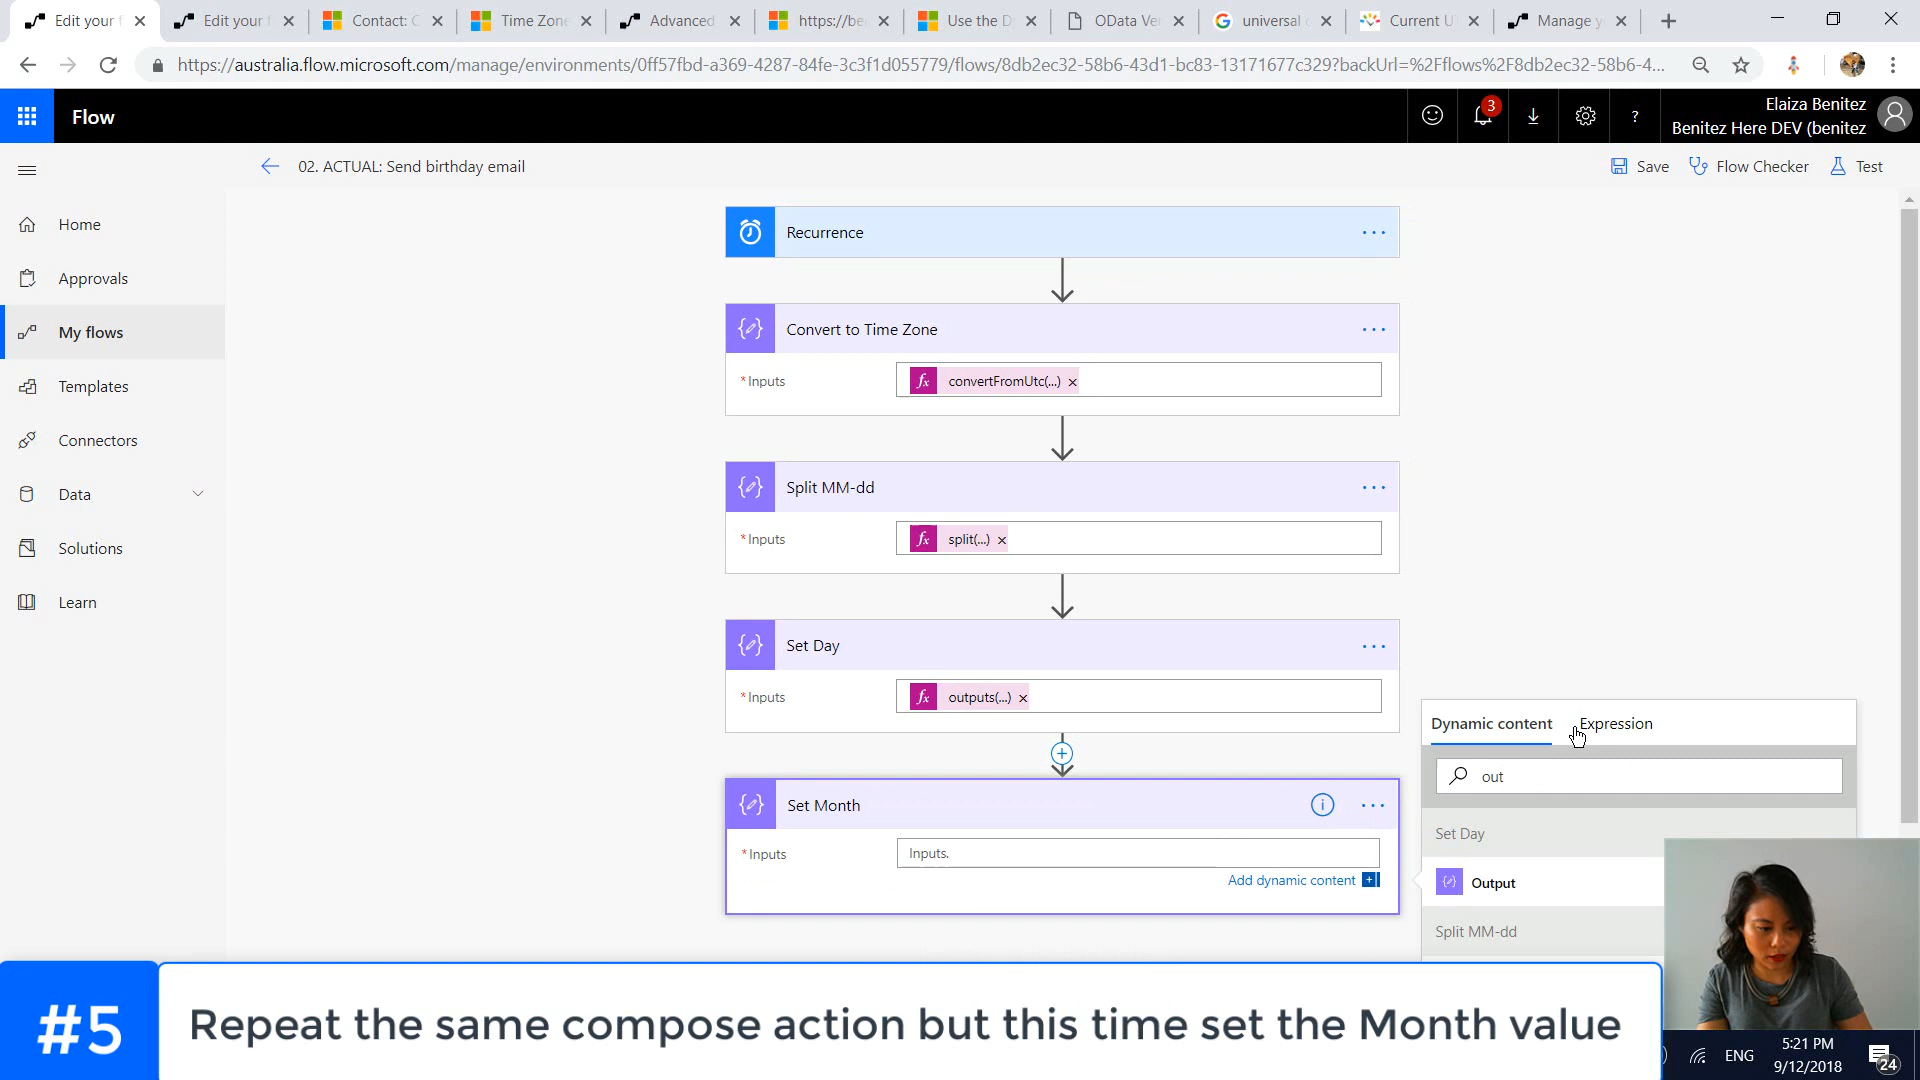 Edit your f
Edit your f
Contact: C
Time Zone
Advanced
https://be
Use the D
OData Ver
universal c
Current U
Manage y
https://australia.flow.microsoft.com/manage/environments/0ff57fbd-a369-4287-84fe-3c3f1d055779/flows/8db2ec32-58b6-43d1-bc83-13171677c329?backUrl=%2Fflows%2F8db2ec32-58b6-4...
Flow
3
?
Elaiza Benitez
Benitez Here DEV (benitez
02. ACTUAL: Send birthday email
Save
Flow Checker
Test
Home
Approvals
My flows
Templates
Connectors
Data
Solutions
Learn
Recurrence
Convert to Time Zone
* Inputs
fx convertFromUtc(...) ×
Split MM-dd
* Inputs
fx split(...) ×
Set Day
* Inputs
fx outputs(...) ×
Set Month
* Inputs
Inputs.
Add dynamic content
Dynamic content
Expression
out
Set Day
Output
Split MM-dd
#5
Repeat the same compose action but this time set the Month value
ENG
5:21 PM
9/12/2018
24